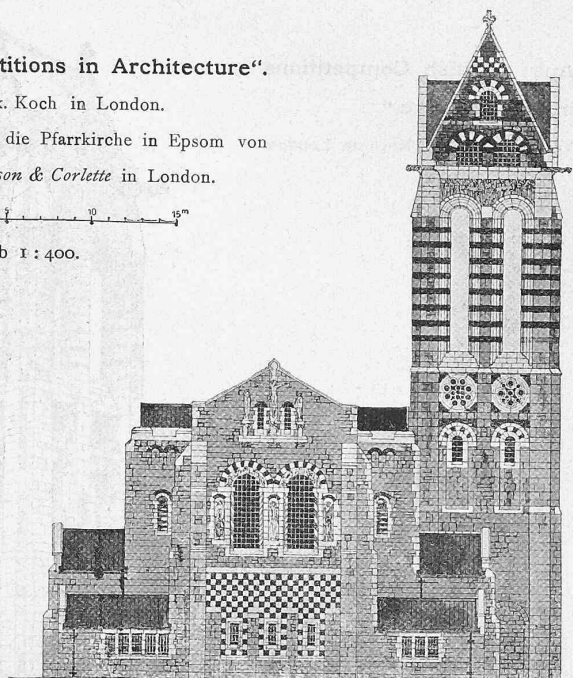 titions in Architecture“.
. Koch in London.
die Pfarrkirche in Epsom von
son & Corlette in London.
5 10 15m
b 1 : 400.